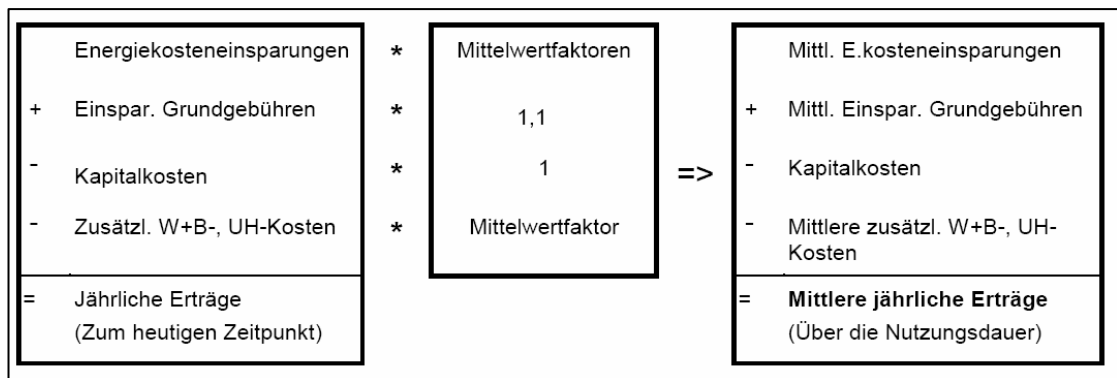 Energiekosteneinsparungen * Mittelwertfaktoren Mittl. E.kosteneinsparungen
+ Einspar. Grundgebühren * 1,1 + Mittl. Einspar. Grundgebühren
- Kapitalkosten * 1 => - Kapitalkosten
- Zusätzl. W+B-, UH-Kosten * Mittelwertfaktor - Mittlere zusätzl. W+B-, UH-
Kosten
= Jährliche Erträge = Mittlere jährliche Erträge
(Zum heutigen Zeitpunkt) (Über die Nutzungsdauer)